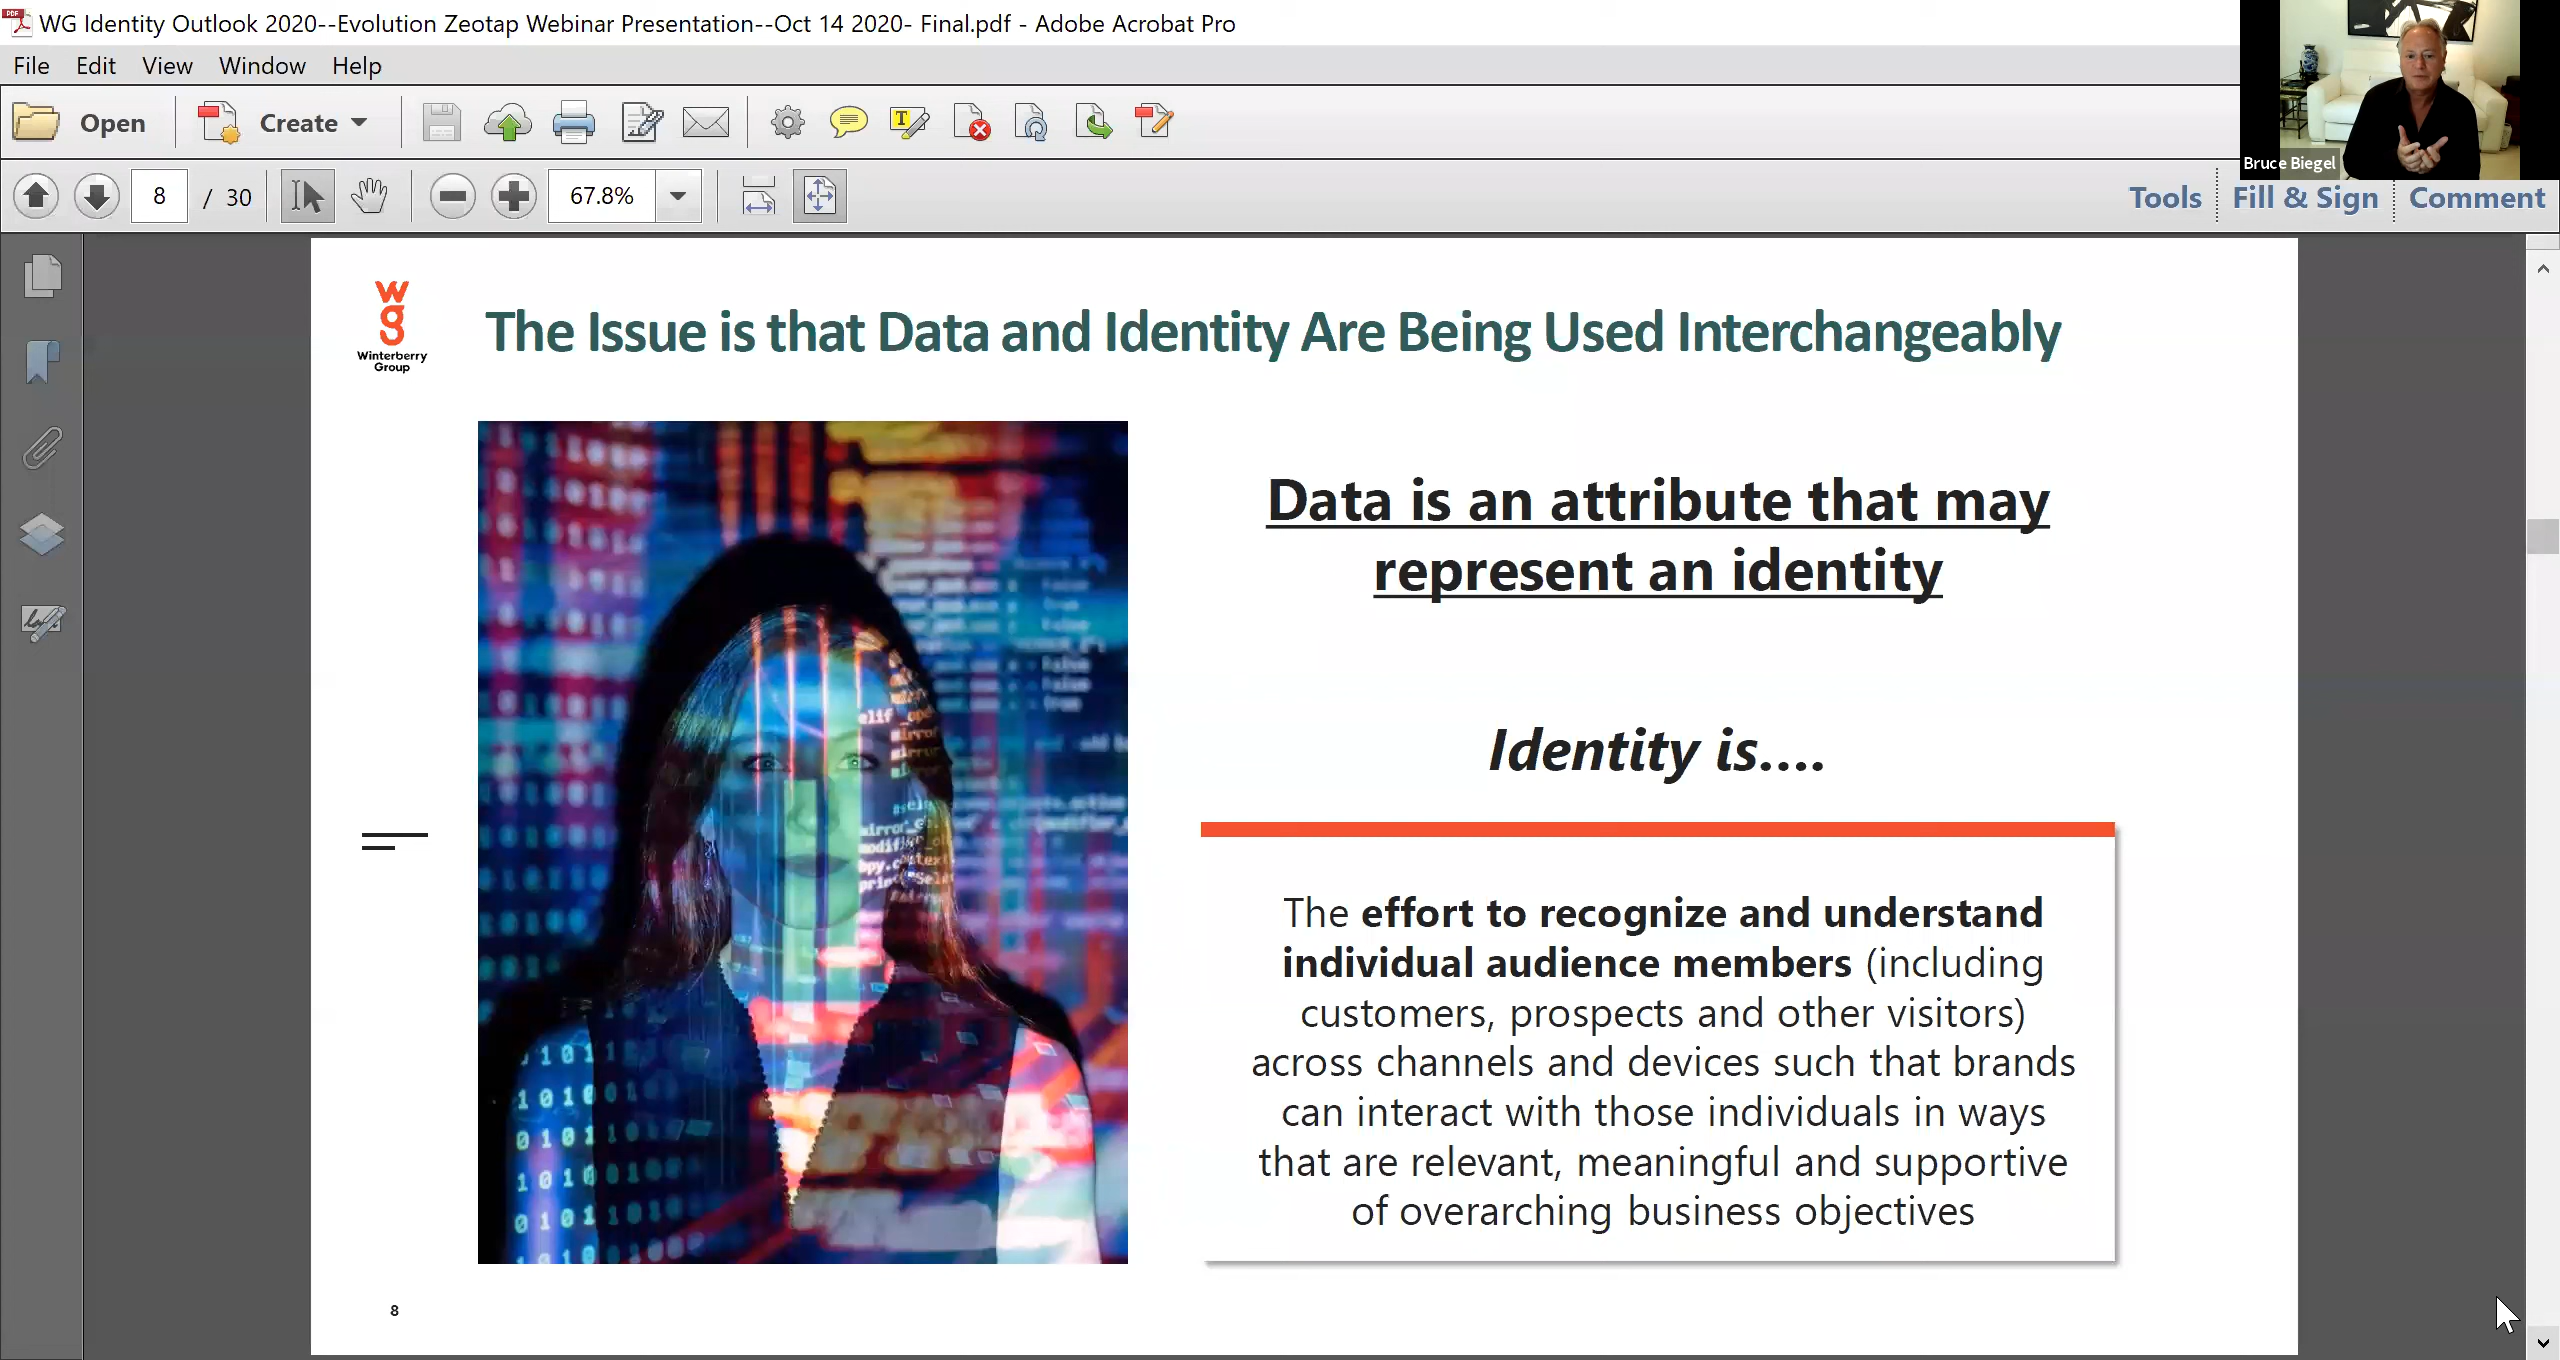 WG Identity Outlook 2020--Evolution Zeotap Webinar Presentation--Oct 14 2020- Final.pdf - Adobe Acrobat Pro
File Edit View Window Help
Open Create
Bruce Biegel
8 / 30 67.8%
Tools Fill & Sign Comment
wg
Winterberry
Group
The Issue is that Data and Identity Are Being Used Interchangeably
Data is an attribute that may
represent an identity
Identity is....
The effort to recognize and understand
individual audience members (including
customers, prospects and other visitors)
across channels and devices such that brands
can interact with those individuals in ways
that are relevant, meaningful and supportive
of overarching business objectives
8